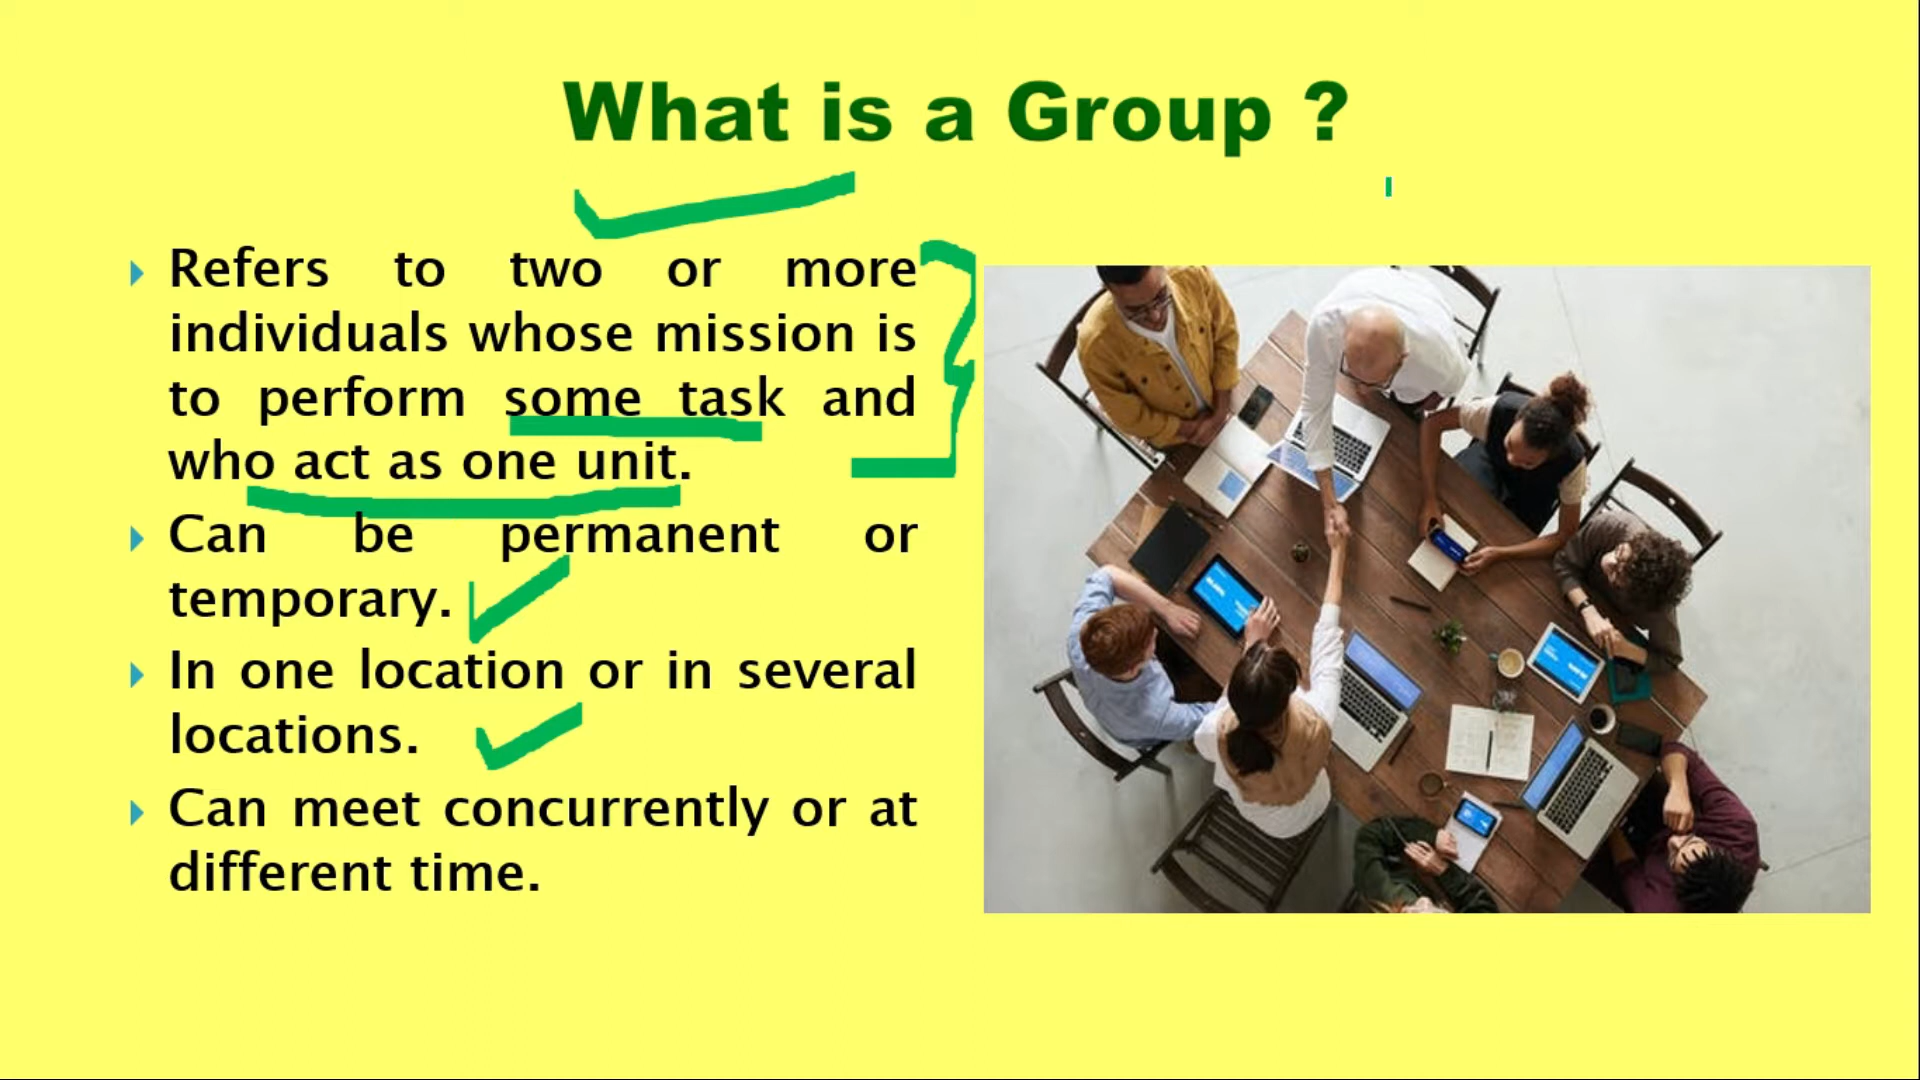 What is a Group ?
Refers to two or more
individuals whose mission is
to perform some task and
who act as one unit.
Can be permanent or
temporary.
In one location or in several
locations.
Can meet concurrently or at
different time.